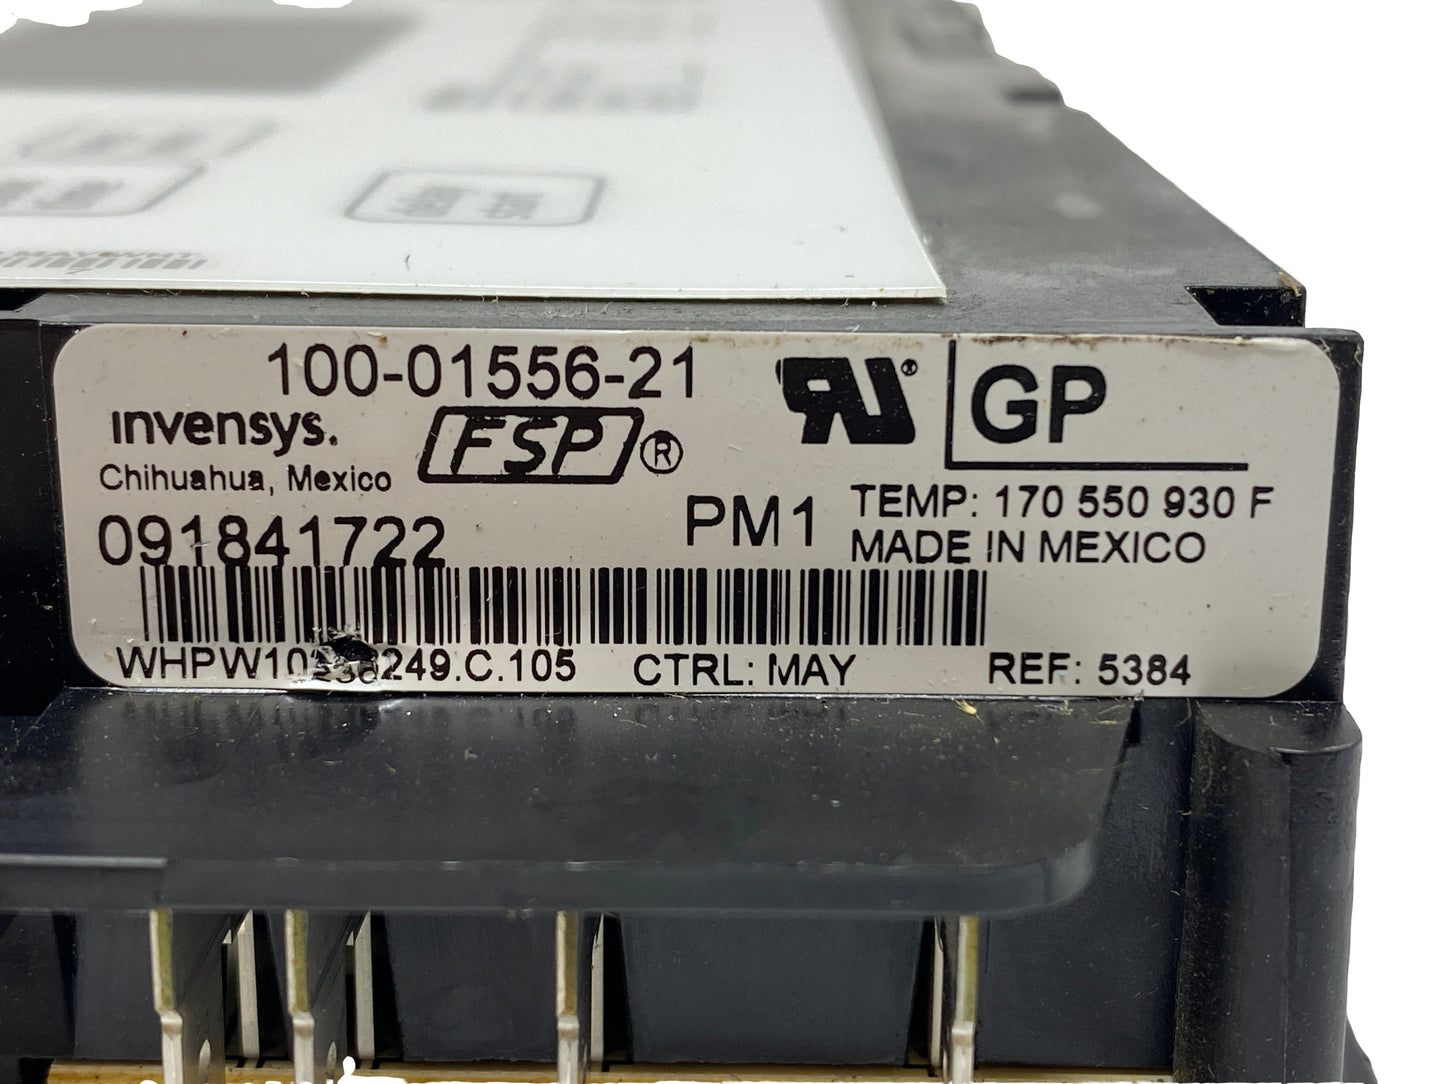 100-01556-21
invensys.
FSP®
Chihuahua, Mexico
091841722
PM1
GP
TEMP: 170 550 930 F
MADE IN MEXICO
CTRL: MAY
REF: 5384